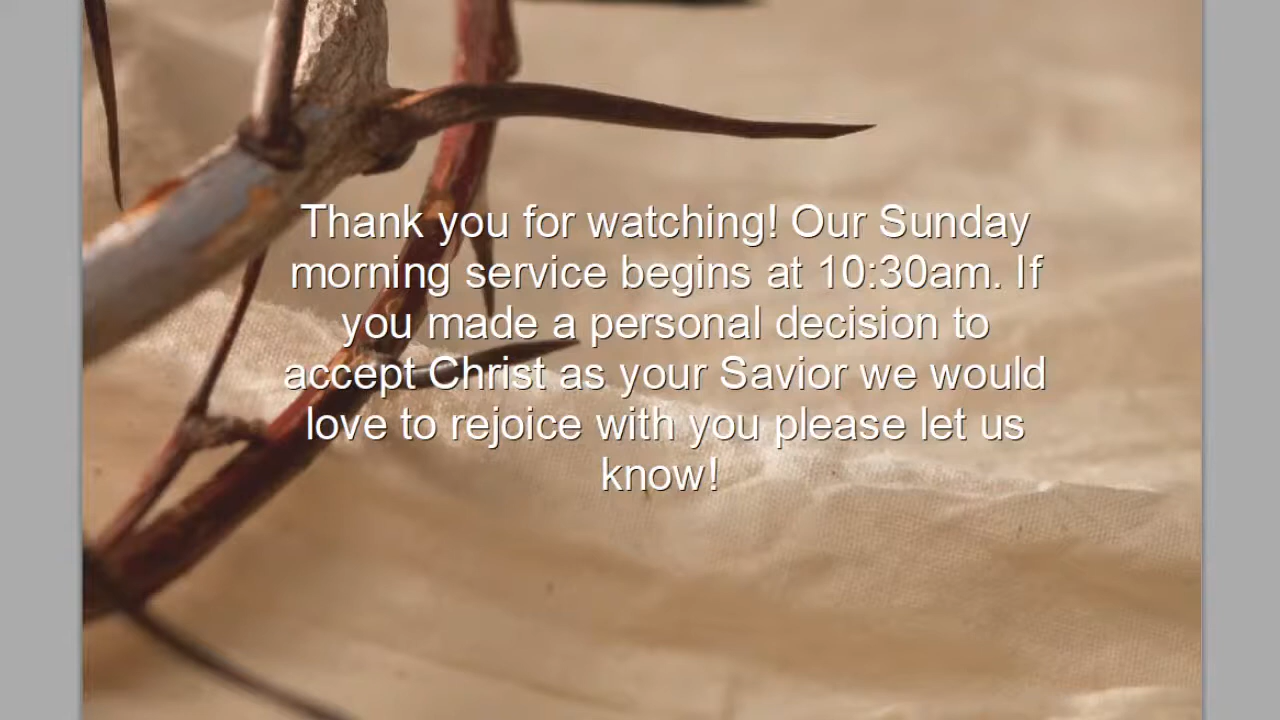 Thank you for watching! Our Sunday
morning service begins at 10:30am. If
you made a personal decision to
accept Christ as your Savior we would
love to rejoice with you please let us
know!